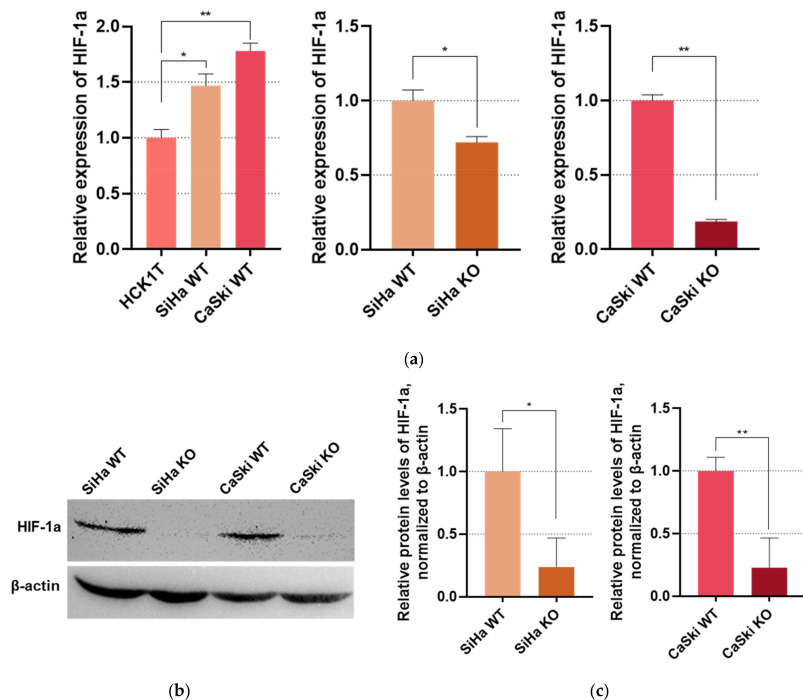 Relative expression of HIF-1a
2.0
1.5
1.0
0.5
0.0
*
**
HCK1T
SiHa WT
CaSki WT
Relative expression of HIF-1a
1.5
1.0
0.5
0.0
*
SiHa WT
SiHa KO
Relative expression of HIF-1a
1.5
1.0
0.5
0.0
**
CaSki WT
CaSki KO
(a)
SiHa WT
SiHa KO
CaSki WT
CaSki KO
HIF-1a
β-actin
(b)
Relative protein levels of HIF-1a,
normalized to β-actin
1.5
1.0
0.5
0.0
*
SiHa WT
SiHa KO
Relative protein levels of HIF-1a,
normalized to β-actin
1.5
1.0
0.5
0.0
**
CaSki WT
CaSki KO
(c)